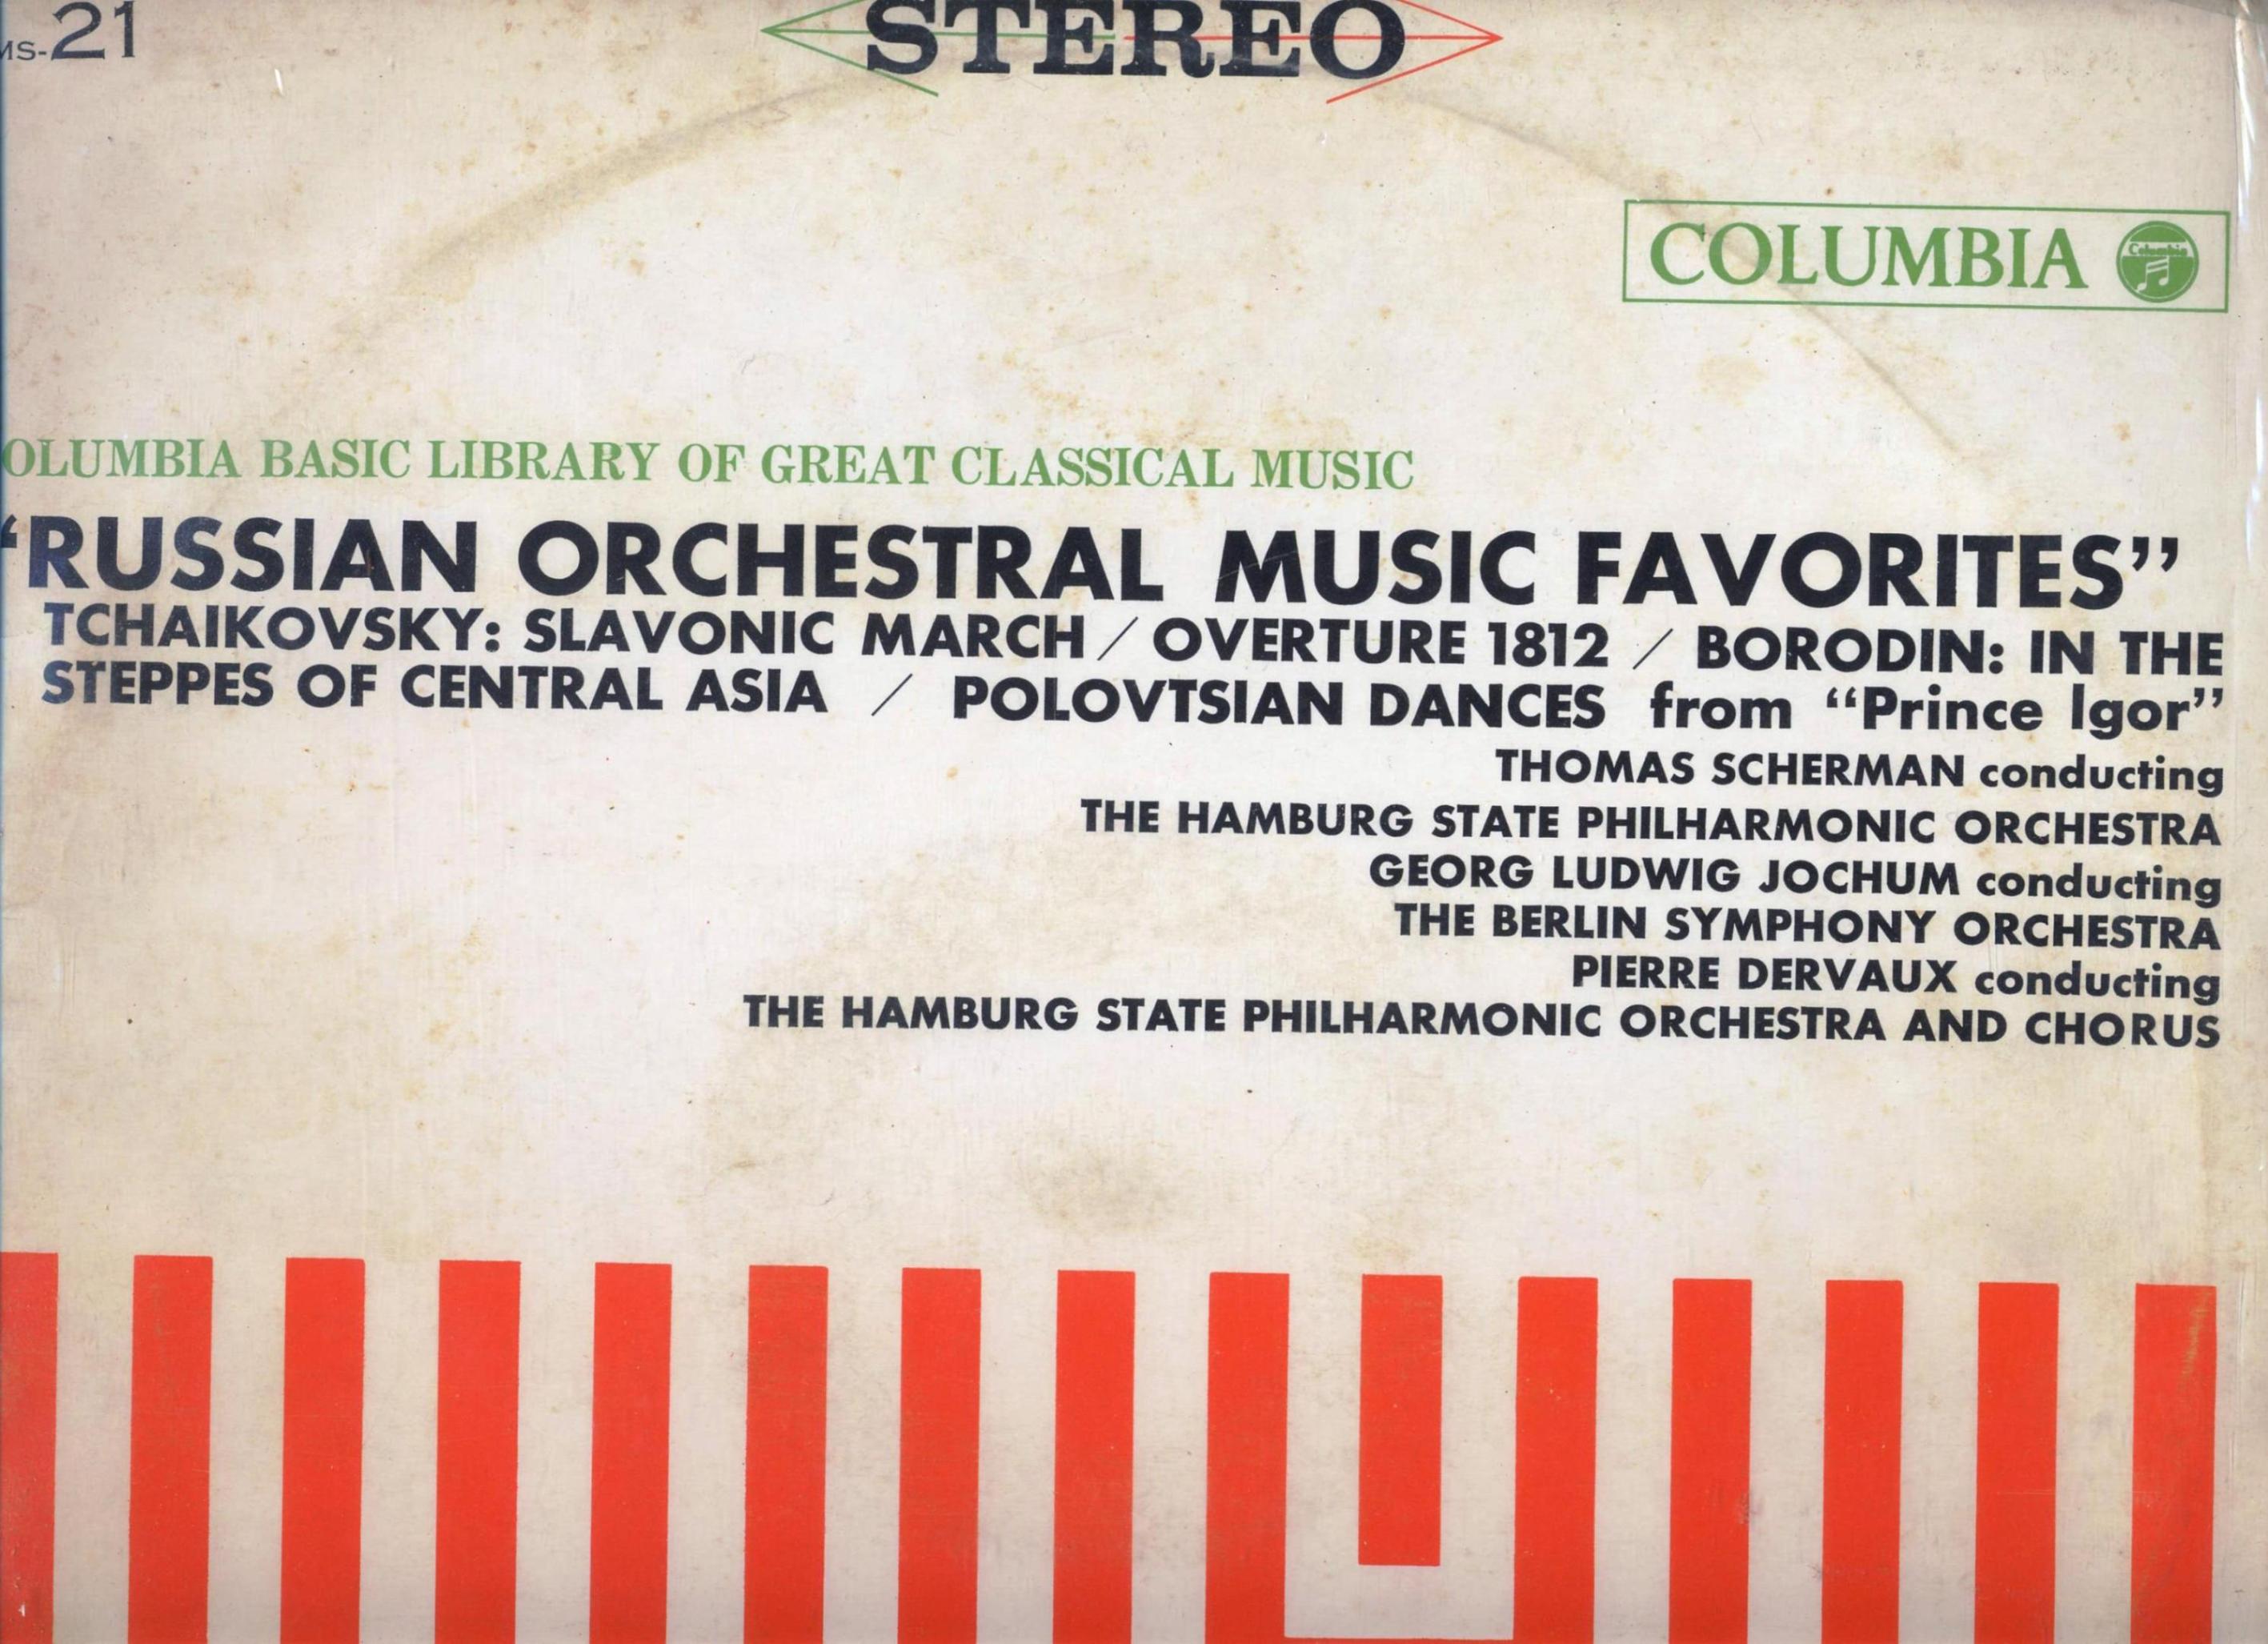 MS-21
STEREO
COLUMBIA
Columbia
OLUMBIA BASIC LIBRARY OF GREAT CLASSICAL MUSIC
“RUSSIAN ORCHESTRAL MUSIC FAVORITES”
TCHAIKOVSKY: SLAVONIC MARCH / OVERTURE 1812 / BORODIN: IN THE
STEPPES OF CENTRAL ASIA / POLOVTSIAN DANCES from “Prince Igor”
THOMAS SCHERMAN conducting
THE HAMBURG STATE PHILHARMONIC ORCHESTRA
GEORG LUDWIG JOCHUM conducting
THE BERLIN SYMPHONY ORCHESTRA
PIERRE DERVAUX conducting
THE HAMBURG STATE PHILHARMONIC ORCHESTRA AND CHORUS